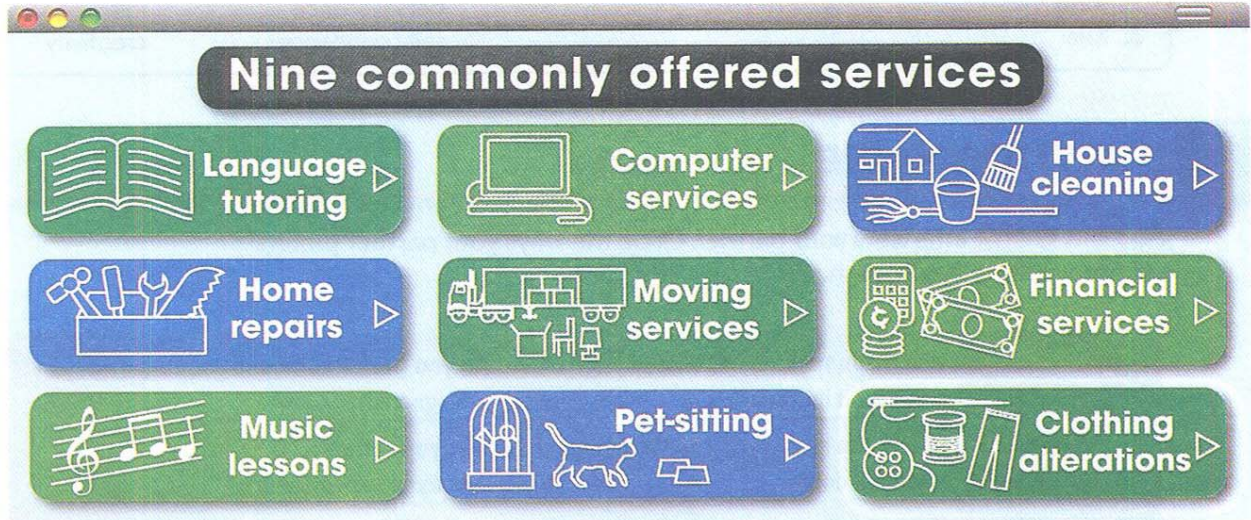 Nine commonly offered services
Language
tutoring
Computer
services
House
cleaning
Home
repairs
Moving
services
Financial
services
Music
lessons
Pet-sitting
Clothing
alterations